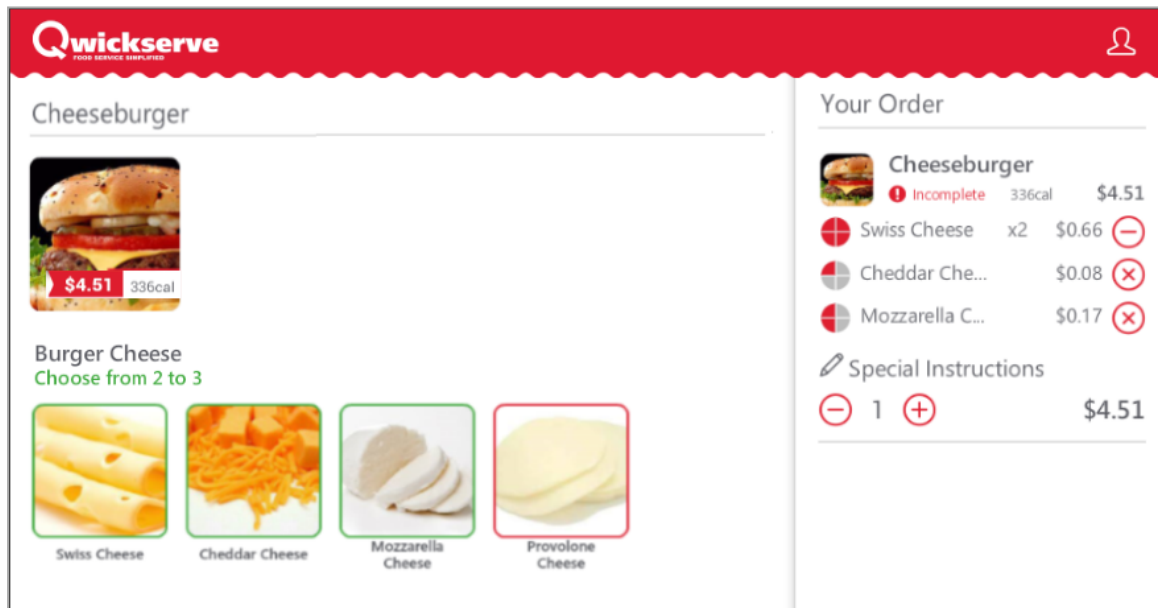 Qwickserve
FOOD SERVICE SIMPLIFIED
Cheeseburger
$4.51 336cal
Burger Cheese
Choose from 2 to 3
Swiss Cheese
Cheddar Cheese
Mozzarella
Cheese
Provolone
Cheese
Your Order
Cheeseburger
Incomplete 336cal $4.51
Swiss Cheese x2 $0.66
Cheddar Che... $0.08
Mozzarella C... $0.17
Special Instructions
1 $4.51